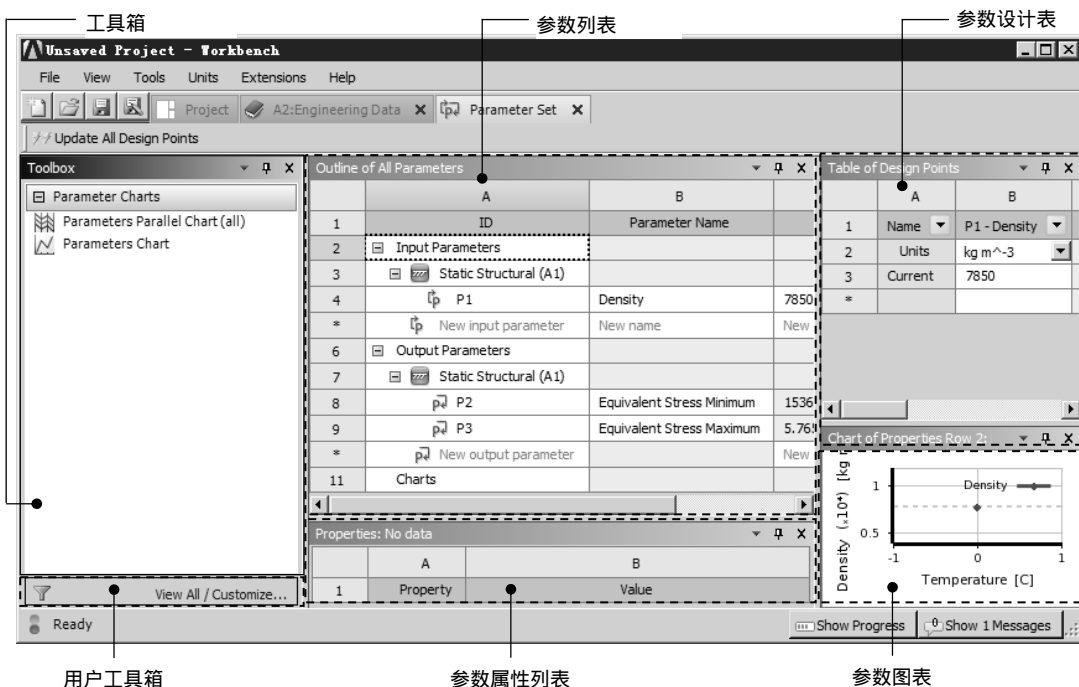 工具箱
参数列表
参数设计表
Unsaved Project - Workbench
File View Tools Units Extensions Help
Project A2:Engineering Data Parameter Set
Update All Design Points
Toolbox
Parameter Charts
Parameters Parallel Chart (all)
Parameters Chart
View All / Customize...
Outline of All Parameters
A B
1 ID Parameter Name
2 Input Parameters
3 Static Structural (A1)
4 P1 Density 7850
* New input parameter New name New
6 Output Parameters
7 Static Structural (A1)
8 P2 Equivalent Stress Minimum 1536
9 P3 Equivalent Stress Maximum 5.76
* New output parameter New
11 Charts
Properties: No data
A B
1 Property Value
Table of Design Points
A B
1 Name P1 - Density
2 Units kg m^-3
3 Current 7850
*
Chart of Properties Row 2:
Density (×10⁴) [kg
1
0.5
Density
-1 0 1
Temperature [C]
Ready
Show Progress
Show 1 Messages
用户工具箱
参数属性列表
参数图表